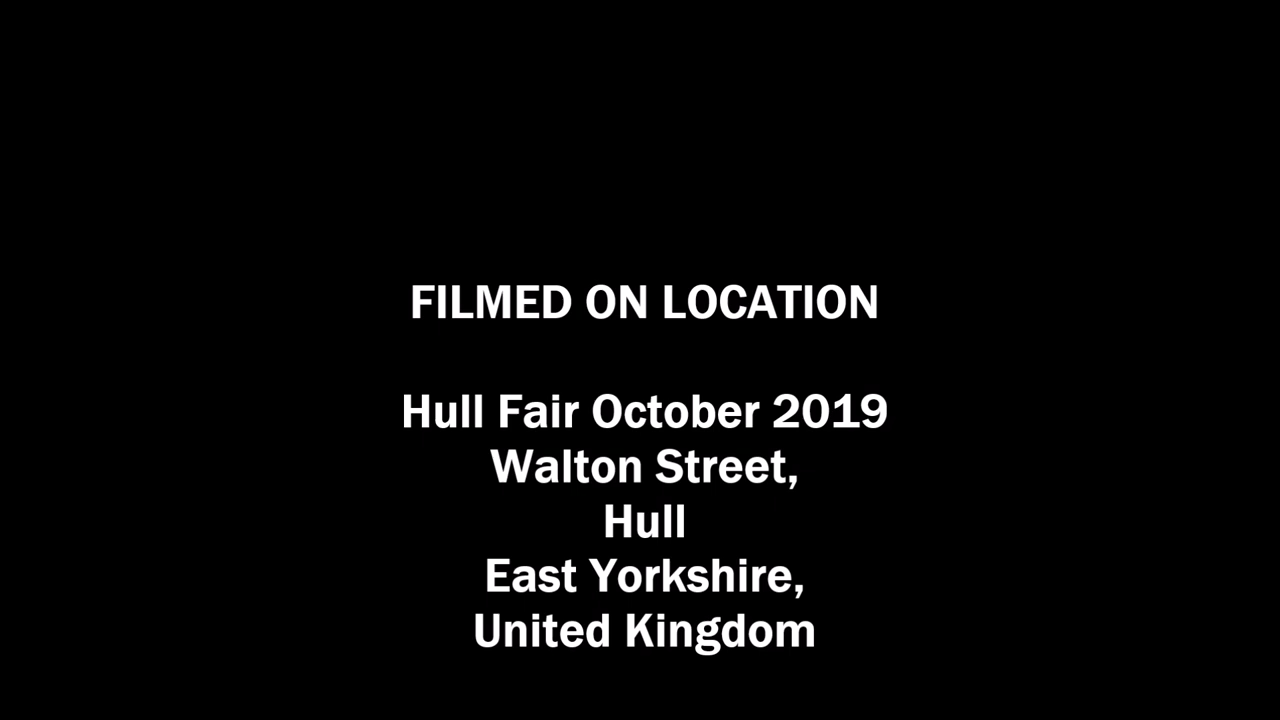 FILMED ON LOCATION
Hull Fair October 2019
Walton Street,
Hull
East Yorkshire,
United Kingdom